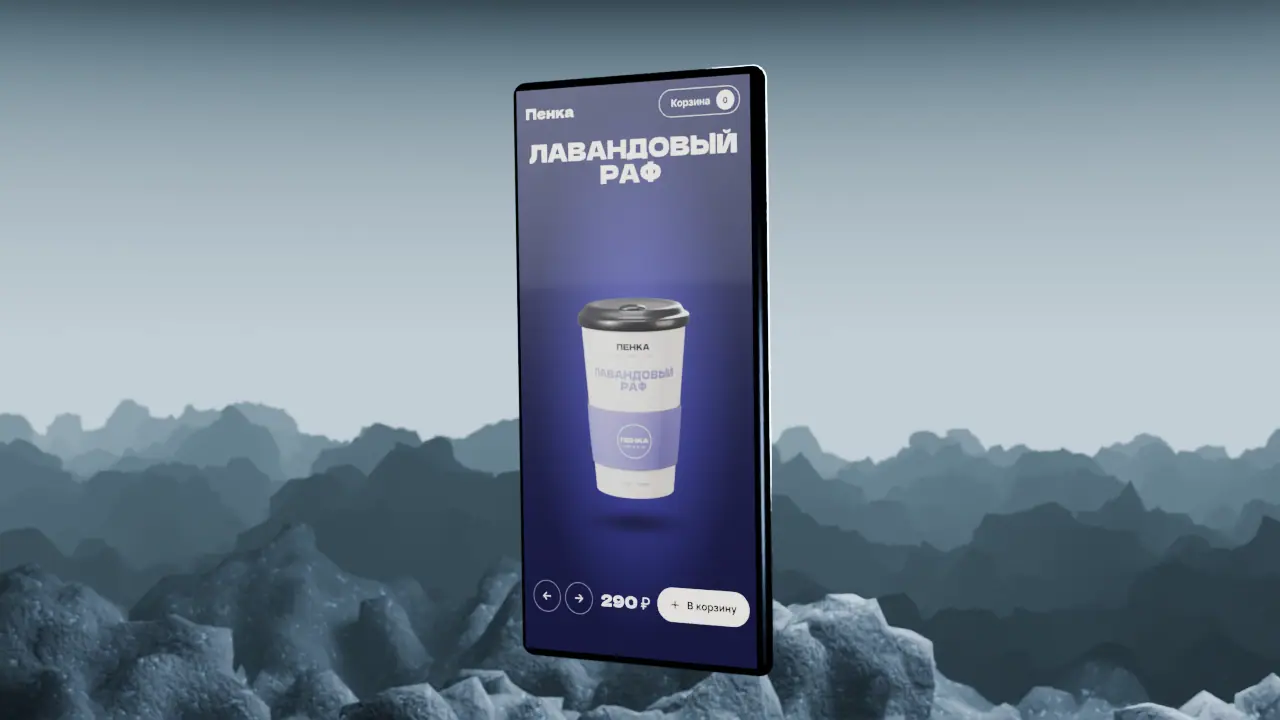 Пенка
Корзина 0
ЛАВАНДОВЫЙ
РАФ
ПЕНКА
ЛАВАНДОВЫЙ
РАФ
ПЕНКА
290 ₽
+ В корзину